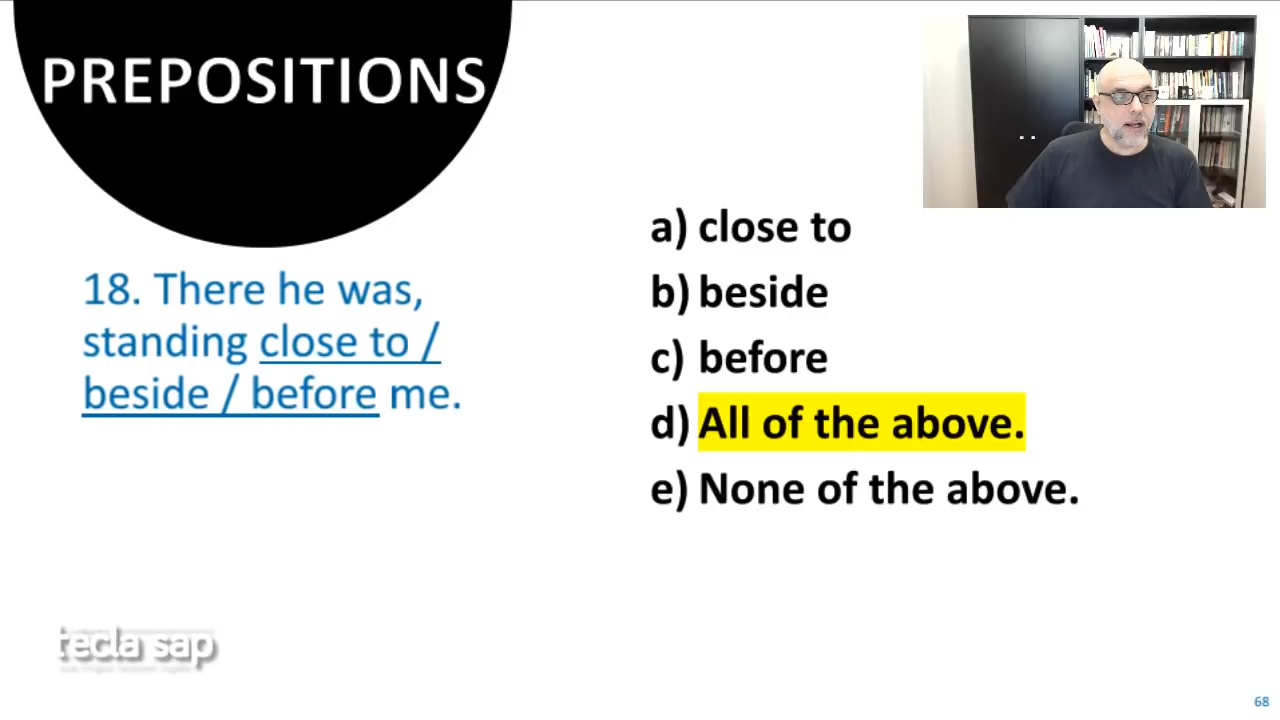 PREPOSITIONS
18. There he was,
standing close to /
beside / before me.
a) close to
b) beside
c) before
d) All of the above.
e) None of the above.
tecla sap
68